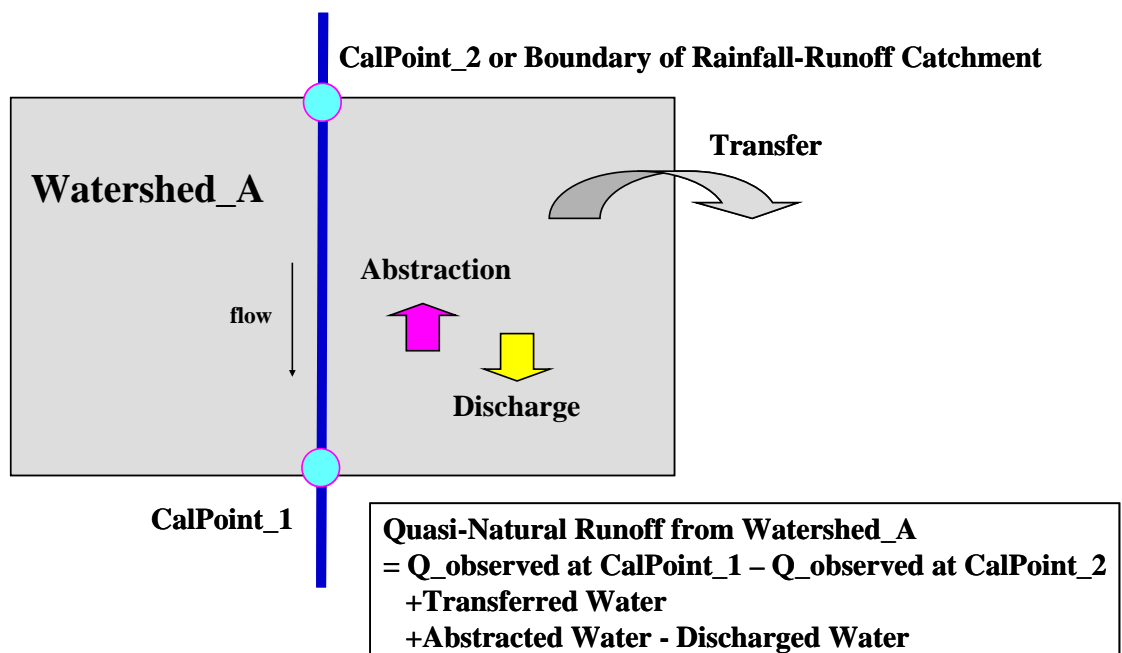 CalPoint_2 or Boundary of Rainfall-Runoff Catchment
Transfer
Watershed_A
Abstraction
flow
Discharge
CalPoint_1
Quasi-Natural Runoff from Watershed_A
= Q_observed at CalPoint_1 – Q_observed at CalPoint_2
+Transferred Water
+Abstracted Water - Discharged Water